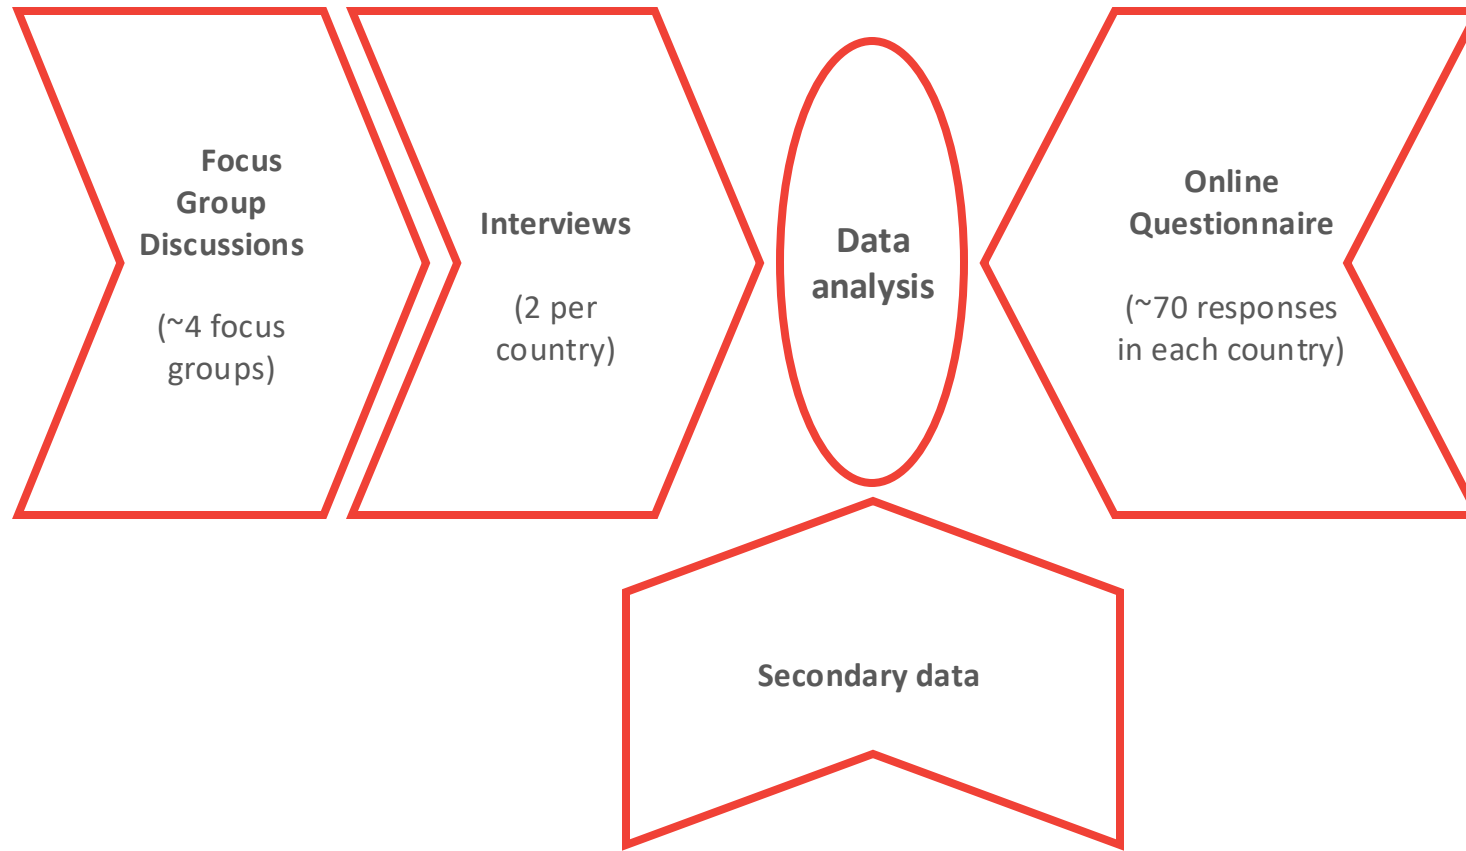 Focus
Group
Discussions
(~4 focus
groups)
Interviews
(2 per
country)
Data
analysis
Online
Questionnaire
(~70 responses
in each country)
Secondary data